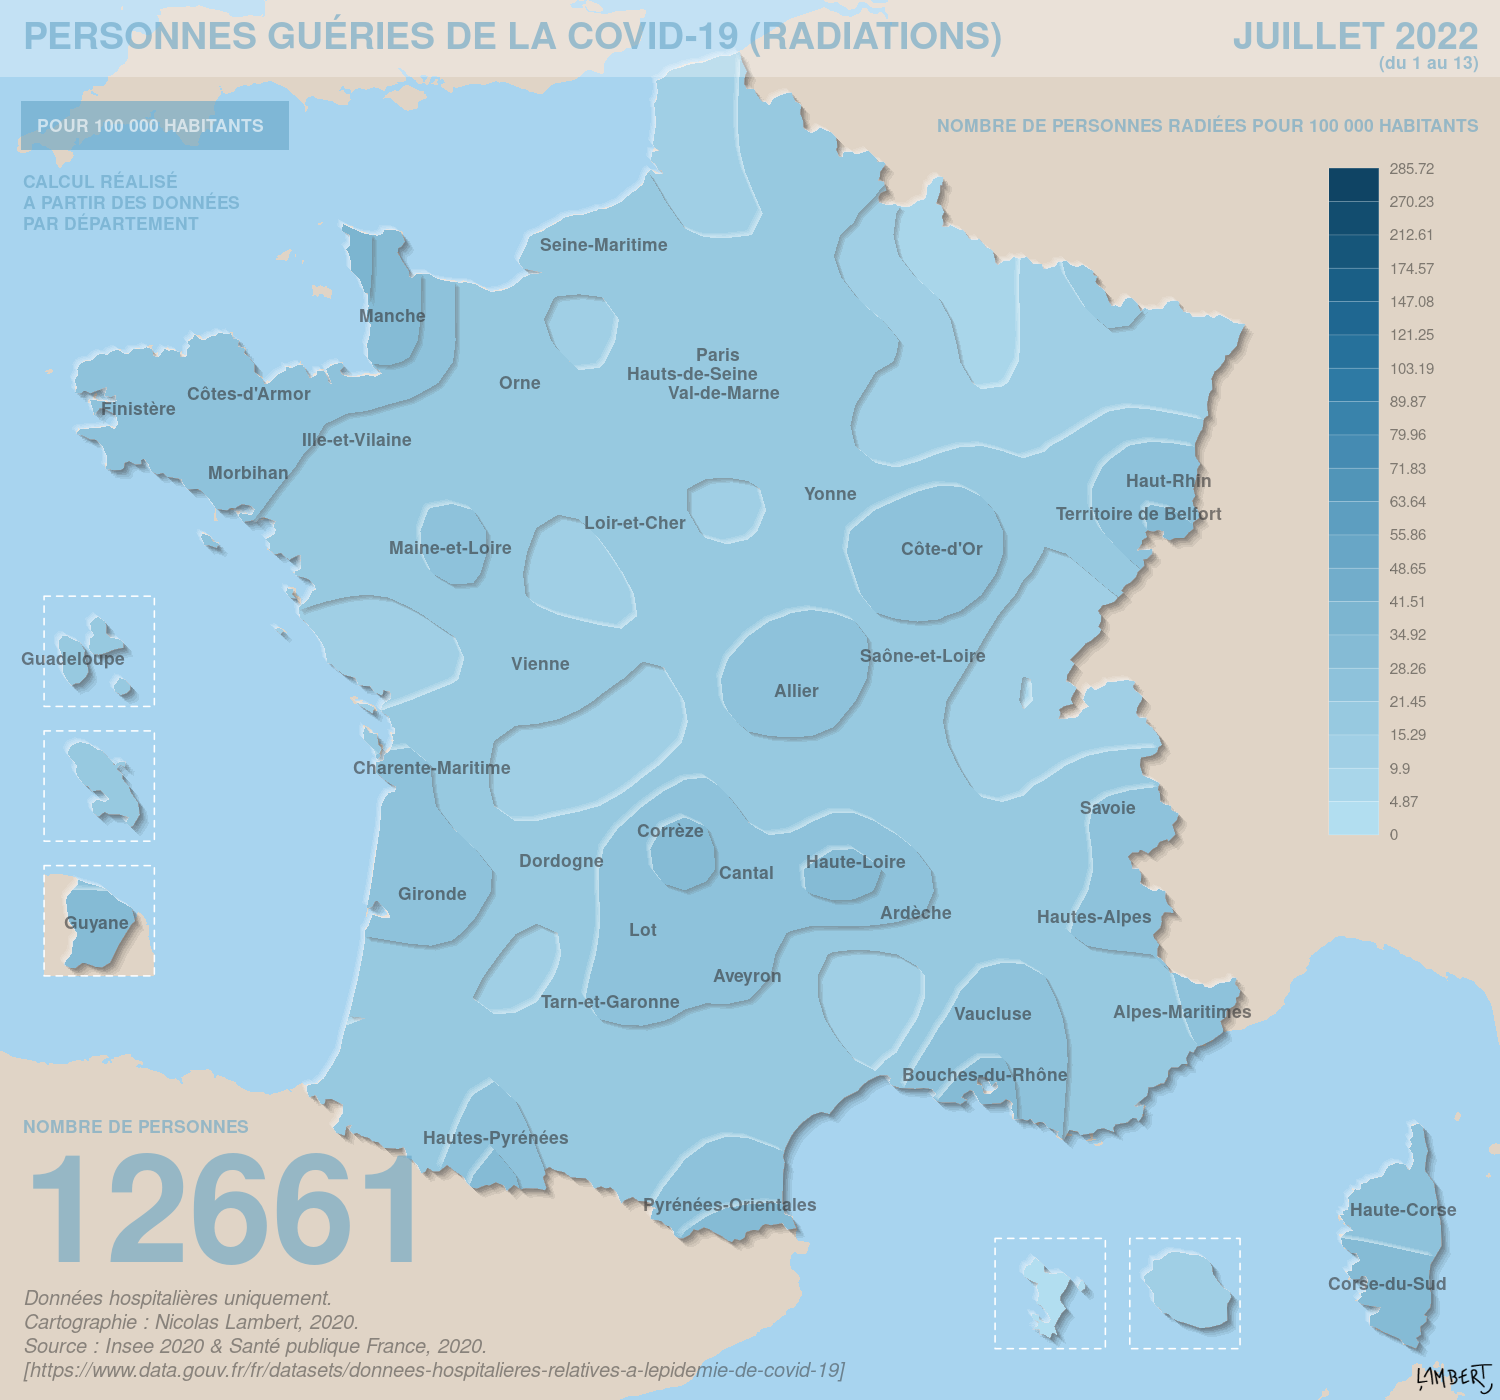 PERSONNES GUÉRIES DE LA COVID-19 (RADIATIONS)
JUILLET 2022
(du 1 au 13)
POUR 100 000 HABITANTS
NOMBRE DE PERSONNES RADIÉES POUR 100 000 HABITANTS
CALCUL RÉALISÉ
A PARTIR DES DONNÉES
PAR DÉPARTEMENT
285.72
270.23
212.61
174.57
147.08
121.25
103.19
89.87
79.96
71.83
63.64
55.86
48.65
41.51
34.92
28.26
21.45
15.29
9.9
4.87
0
Seine-Maritime
Manche
Paris
Hauts-de-Seine
Val-de-Marne
Orne
Côtes-d'Armor
Finistère
Ille-et-Vilaine
Morbihan
Haut-Rhin
Yonne
Territoire de Belfort
Loir-et-Cher
Maine-et-Loire
Côte-d'Or
Guadeloupe
Vienne
Saône-et-Loire
Allier
Charente-Maritime
Savoie
Corrèze
Dordogne
Haute-Loire
Cantal
Gironde
Ardèche
Hautes-Alpes
Guyane
Lot
Aveyron
Tarn-et-Garonne
Vaucluse
Alpes-Maritimes
Bouches-du-Rhône
Hautes-Pyrénées
Pyrénées-Orientales
Haute-Corse
Corse-du-Sud
NOMBRE DE PERSONNES
12661
Données hospitalières uniquement.
Cartographie : Nicolas Lambert, 2020.
Source : Insee 2020 & Santé publique France, 2020.
[https://www.data.gouv.fr/fr/datasets/donnees-hospitalieres-relatives-a-lepidemie-de-covid-19]
LAMBERT